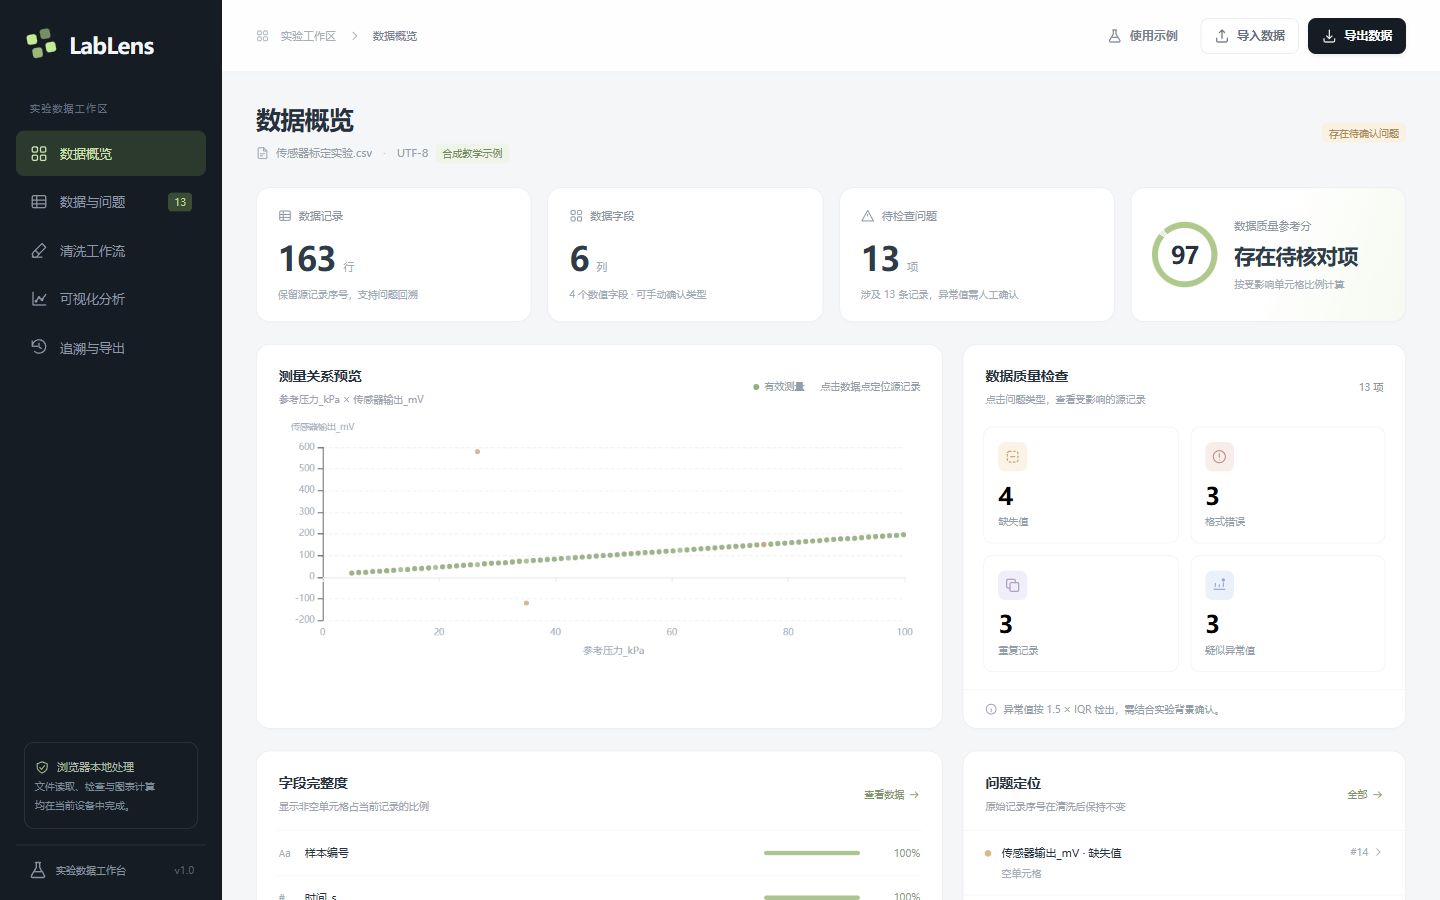 LabLens
实验数据工作区
数据概览
数据与问题 13
清洗工作流
可视化分析
追溯与导出
浏览器本地处理
文件读取、检查与图表计算
均在当前设备中完成。
实验数据工作台 v1.0
实验工作区 > 数据概览
使用示例
导入数据
导出数据
数据概览
传感器标定实验.csv · UTF-8 合成教学示例
存在待确认问题
数据记录
163 行
保留源记录序号，支持问题回溯
数据字段
6 列
4 个数值字段 · 可手动确认类型
待检查问题
13 项
涉及 13 条记录，异常值需人工确认
97
数据质量参考分
存在待核对项
按受影响单元格比例计算
测量关系预览
参考压力_kPa × 传感器输出_mV
有效测量 点击数据点定位源记录
传感器输出_mV
600
500
400
300
200
100
0
-100
-200
0 20 40 60 80 100
参考压力_kPa
数据质量检查
点击问题类型，查看受影响的源记录
13 项
4
缺失值
3
格式错误
3
重复记录
3
疑似异常值
异常值按 1.5 × IQR 检出，需结合实验背景确认。
字段完整度
显示非空单元格占当前记录的比例
查看数据 →
Aa 样本编号 100%
# 时间_s 100%
问题定位
原始记录序号在清洗后保持不变
全部 →
传感器输出_mV · 缺失值 #14 >
空单元格